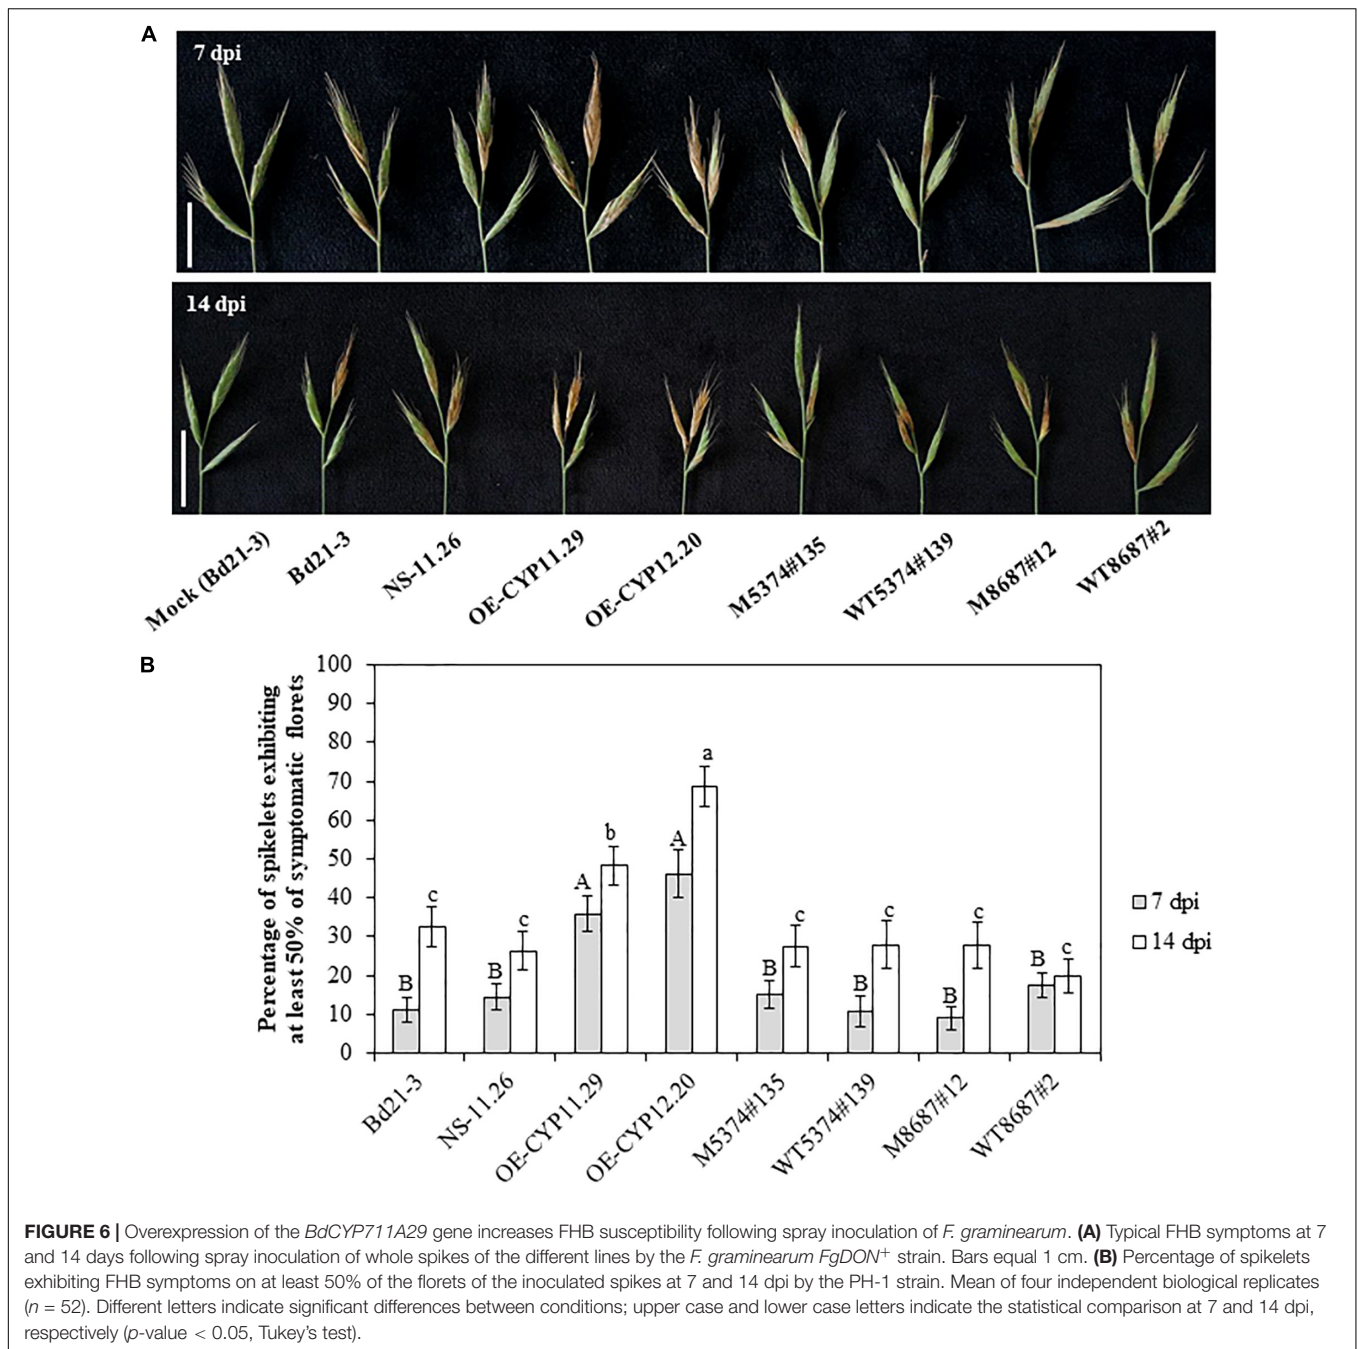 A
7 dpi
14 dpi
Mock (Bd21-3)
Bd21-3
NS-11.26
OE-CYP11.29
OE-CYP12.20
M5374#135
WT5374#139
M8687#12
WT8687#2
B
Percentage of spikelets exhibiting
at least 50% of symptomatic florets
100
90
80
70
60
50
40
30
20
10
0
B
c
B
c
A
b
A
a
B
c
B
c
B
c
B
c
7 dpi
14 dpi
Bd21-3
NS-11.26
OE-CYP11.29
OE-CYP12.20
M5374#135
WT5374#139
M8687#12
WT8687#2
FIGURE 6 | Overexpression of the BdCYP711A29 gene increases FHB susceptibility following spray inoculation of F. graminearum. (A) Typical FHB symptoms at 7
and 14 days following spray inoculation of whole spikes of the different lines by the F. graminearum FgDON⁺ strain. Bars equal 1 cm. (B) Percentage of spikelets
exhibiting FHB symptoms on at least 50% of the florets of the inoculated spikes at 7 and 14 dpi by the PH-1 strain. Mean of four independent biological replicates
(n = 52). Different letters indicate significant differences between conditions; upper case and lower case letters indicate the statistical comparison at 7 and 14 dpi,
respectively (p-value < 0.05, Tukey's test).